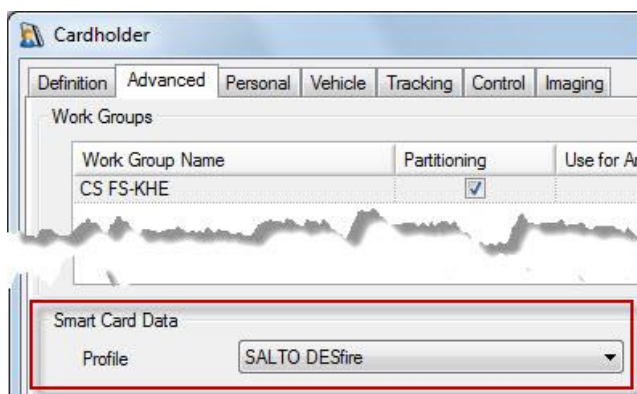 Cardholder
Definition Advanced Personal Vehicle Tracking Control Imaging
Work Groups
Work Group Name Partitioning Use for Ar
CS FS-KHE
Smart Card Data
Profile SALTO DESfire